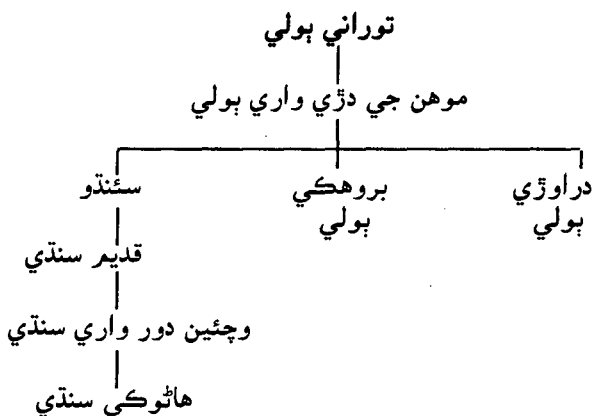 توراني ٻولي
موهن جي دڙي واري ٻولي
دراوڙي
ٻولي
بروهڪي
ٻولي
سئنڌو
قديم سنڌي
وچئين دور واري سنڌي
هاڻوڪي سنڌي